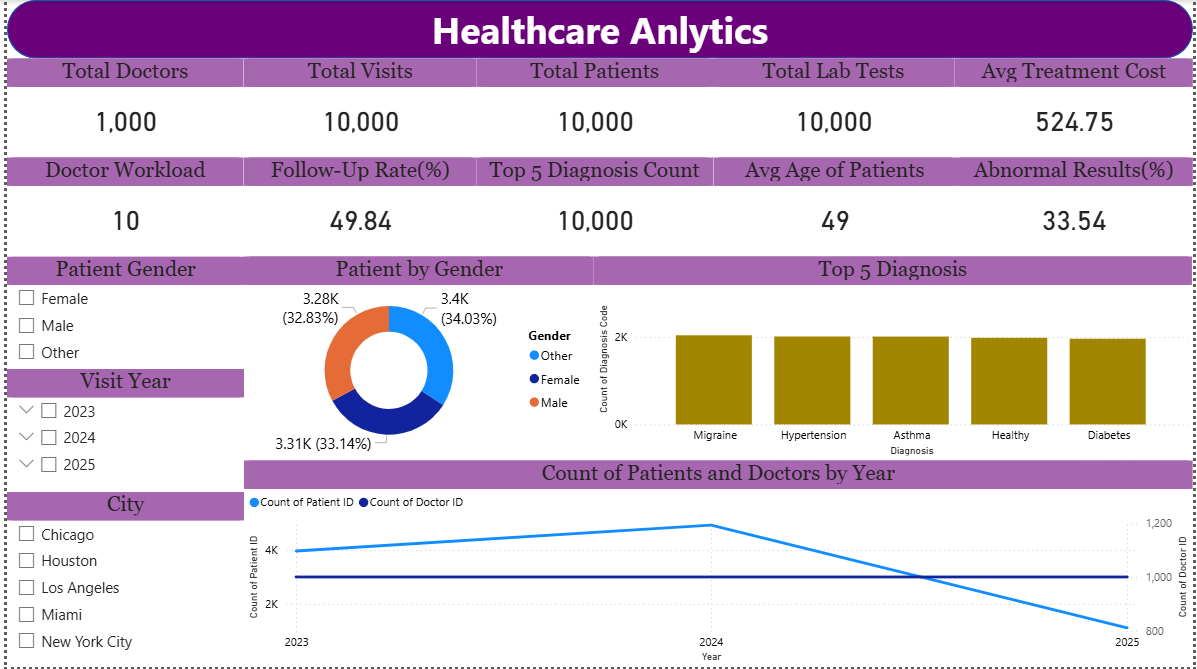 Healthcare Anlytics
Total Doctors
1,000
Total Visits
10,000
Total Patients
10,000
Total Lab Tests
10,000
Avg Treatment Cost
524.75
Doctor Workload
10
Follow-Up Rate(%)
49.84
Top 5 Diagnosis Count
10,000
Avg Age of Patients
49
Abnormal Results(%)
33.54
Patient Gender
Female
Male
Other
Visit Year
2023
2024
2025
City
Chicago
Houston
Los Angeles
Miami
New York City
Patient by Gender
3.28K
(32.83%)
3.4K
(34.03%)
3.31K (33.14%)
Gender
Other
Female
Male
Top 5 Diagnosis
Count of Diagnosis Code
2K
0K
Migraine
Hypertension
Asthma
Healthy
Diabetes
Diagnosis
Count of Patients and Doctors by Year
Count of Patient ID
Count of Doctor ID
Count of Patient ID
4K
2K
2023
2024
2025
Year
1,200
1,000
800
Count of Doctor ID